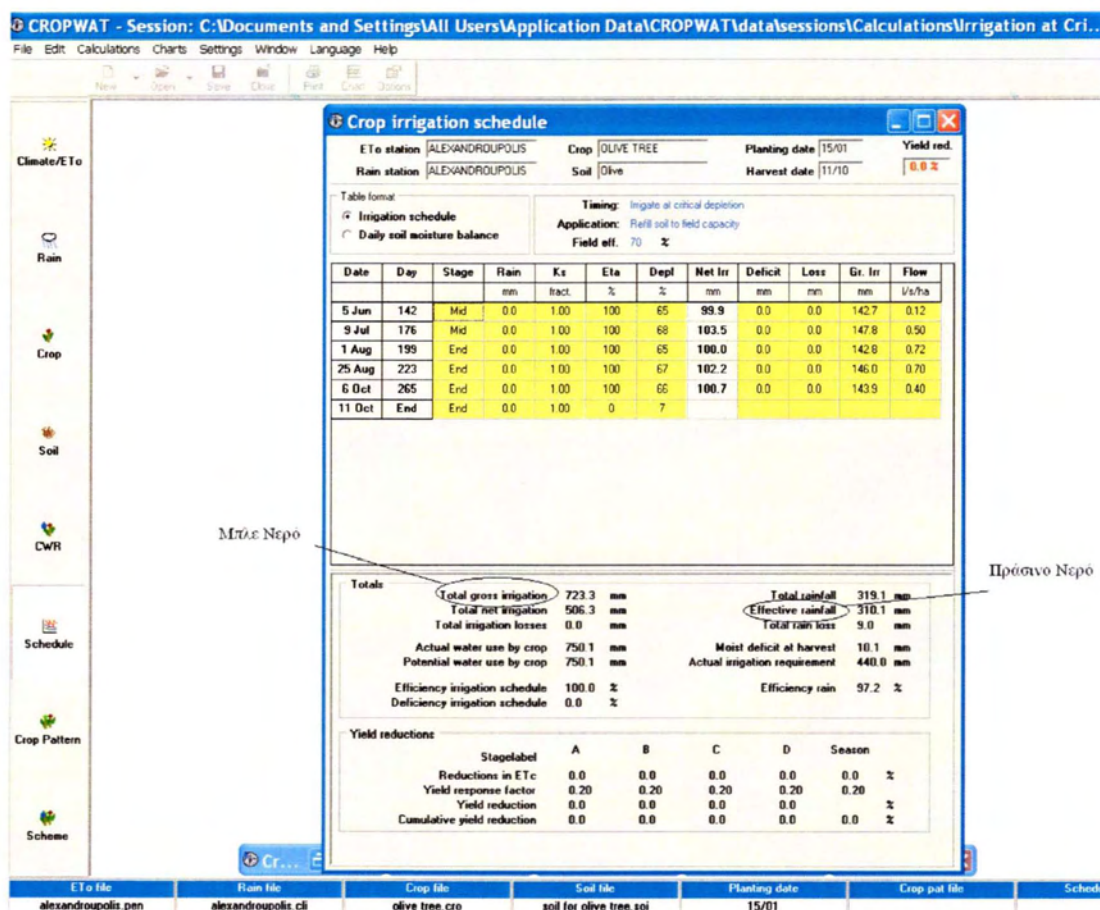 CROPWAT - Session: C:\Documents and Settings\All Users\Application Data\CROPWAT\data\sessions\Calculations\Irrigation at Cri...
File Edit Calculations Charts Settings Window Language Help
New Open Save Close Print Chart Options
Climate/ETo
Rain
Crop
Soil
CWR
Schedule
Crop Pattern
Scheme
Crop irrigation schedule
ETo station ALEXANDROUPOLIS Crop OLIVE TREE Planting date 15/01 Yield red.
Rain station ALEXANDROUPOLIS Soil Olive Harvest date 11/10 0.0 %
Table format
Irrigation schedule
Daily soil moisture balance
Timing: Irrigate at critical depletion
Application: Refill soil to field capacity
Field eff. 70 %
Date Day Stage Rain Ks Eta Depl Net Irr Deficit Loss Gr. Irr Flow
mm fract. % % mm mm mm mm l/s/ha
5 Jun 142 Mid 0.0 1.00 100 65 99.9 0.0 0.0 142.7 0.12
9 Jul 176 Mid 0.0 1.00 100 68 103.5 0.0 0.0 147.8 0.50
1 Aug 199 End 0.0 1.00 100 65 100.0 0.0 0.0 142.8 0.72
25 Aug 223 End 0.0 1.00 100 67 102.2 0.0 0.0 146.0 0.70
6 Oct 265 End 0.0 1.00 100 66 100.7 0.0 0.0 143.9 0.40
11 Oct End End 0.0 1.00 0 7
Μπλε Νερό
Πράσινο Νερό
Totals
Total gross irrigation 723.3 mm Total rainfall 319.1 mm
Total net irrigation 506.3 mm Effective rainfall 310.1 mm
Total irrigation losses 0.0 mm Total rain loss 9.0 mm
Actual water use by crop 750.1 mm Moist deficit at harvest 10.1 mm
Potential water use by crop 750.1 mm Actual irrigation requirement 440.0 mm
Efficiency irrigation schedule 100.0 % Efficiency rain 97.2 %
Deficiency irrigation schedule 0.0 %
Yield reductions
Stagelabel A B C D Season
Reductions in ETc 0.0 0.0 0.0 0.0 0.0 %
Yield response factor 0.20 0.20 0.20 0.20 0.20
Yield reduction 0.0 0.0 0.0 0.0 %
Cumulative yield reduction 0.0 0.0 0.0 0.0 0.0 %
Cr...
ETo file Rain file Crop file Soil file Planting date Crop pat file Schedu
alexandroupolis.pen alexandroupolis.cli olive tree.cro soil for olive tree.soi 15/01